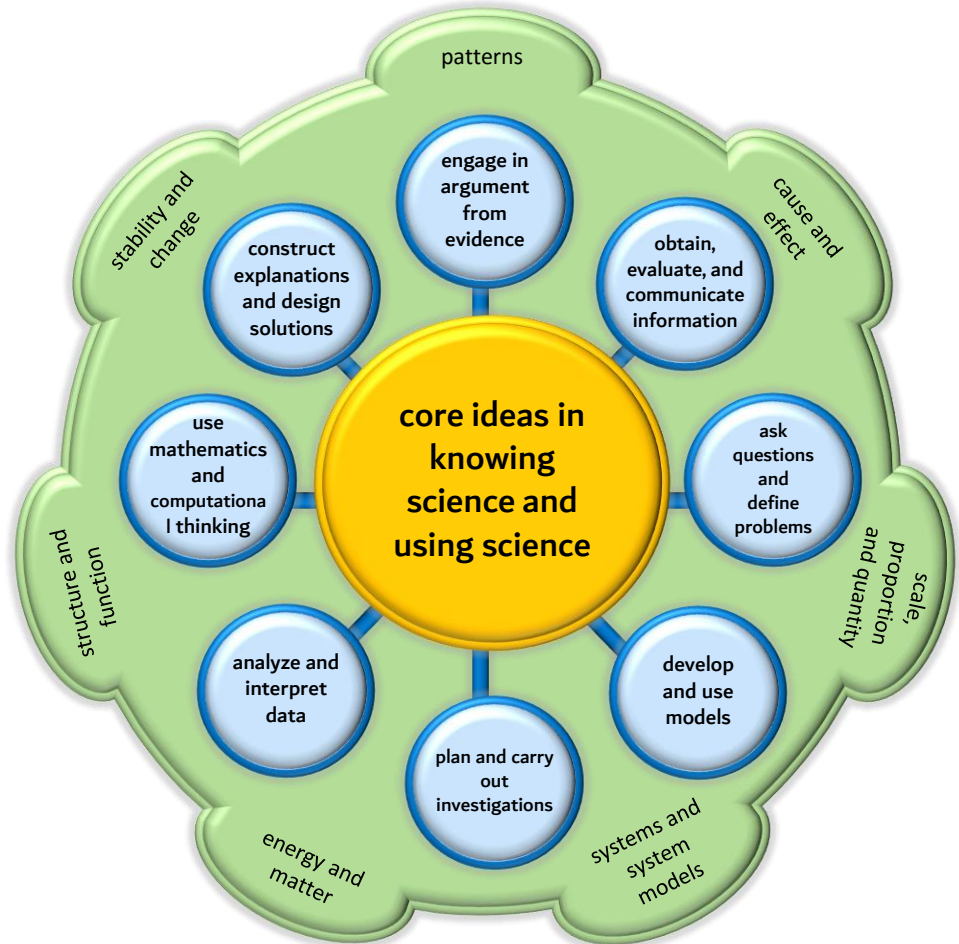 patterns
cause and
effect
scale,
proportion
and quantity
systems and
system
models
energy and
matter
structure and
function
stability and
change
engage in
argument
from
evidence
obtain,
evaluate, and
communicate
information
ask
questions
and
define
problems
develop
and use
models
plan and carry
out
investigations
analyze and
interpret
data
use
mathematics
and
computationa
l thinking
construct
explanations
and design
solutions
core ideas in
knowing
science and
using science